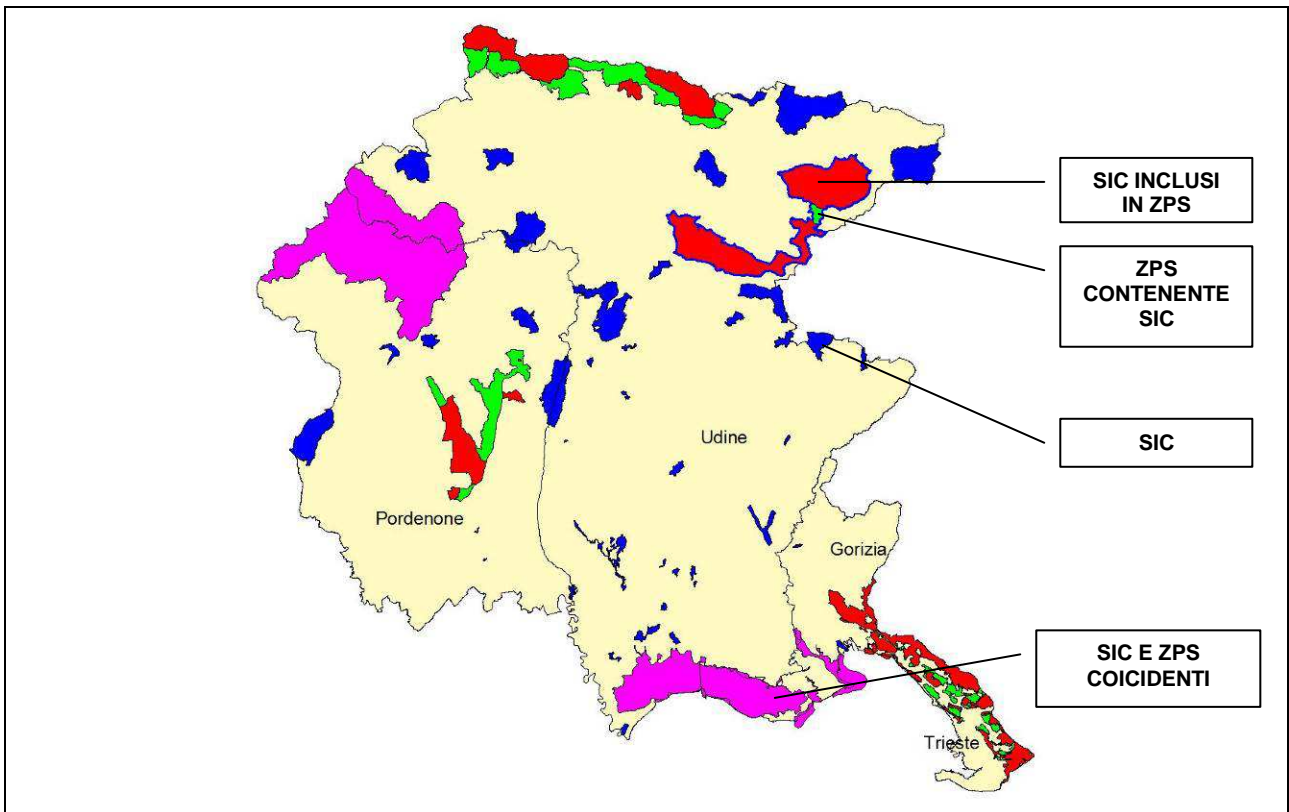 SIC INCLUSI
IN ZPS
ZPS
CONTENENTE
SIC
SIC
Udine
Pordenone
Gorizia
SIC E ZPS
COICIDENTI
Trieste